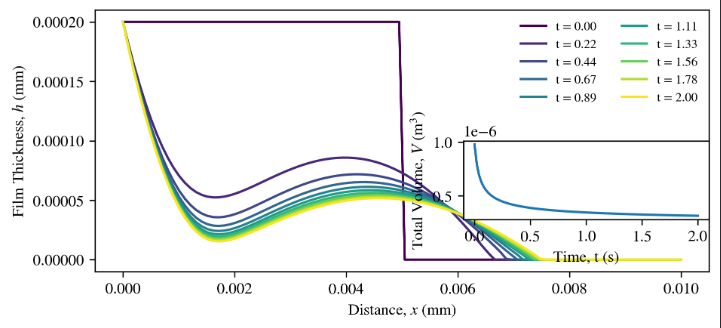 0.00020
0.00015
0.00010
0.00005
0.00000
Film Thickness, h (mm)
t = 0.00
t = 0.22
t = 0.44
t = 0.67
t = 0.89
t = 1.11
t = 1.33
t = 1.56
t = 1.78
t = 2.00
1e−6
1.0
0.5
Total Volume, V (m³)
0.0 0.5 1.0 1.5 2.0
Time, t (s)
0.000 0.002 0.004 0.006 0.008 0.010
Distance, x (mm)